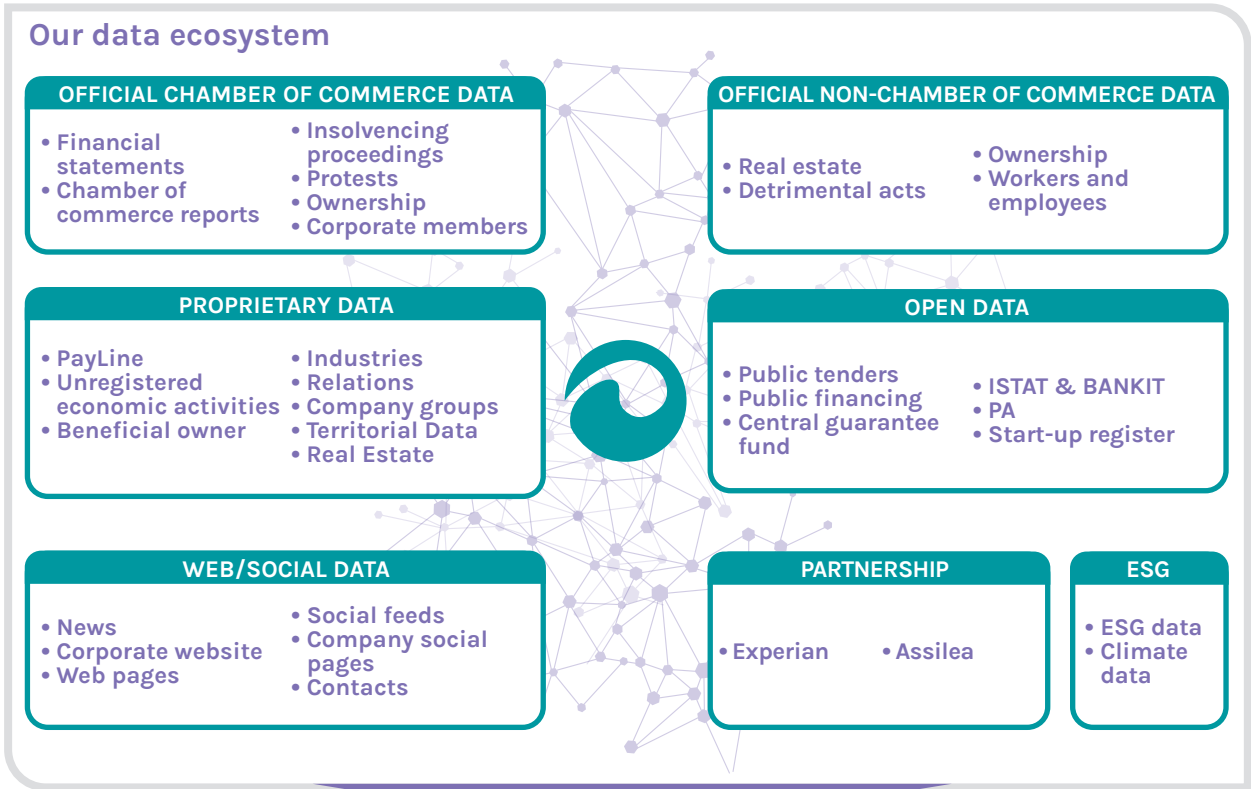 Our data ecosystem
OFFICIAL CHAMBER OF COMMERCE DATA
• Financial
statements
• Chamber of
commerce reports
• Insolvencing
proceedings
• Protests
• Ownership
• Corporate members
OFFICIAL NON-CHAMBER OF COMMERCE DATA
• Real estate
• Detrimental acts
• Ownership
• Workers and
employees
PROPRIETARY DATA
• PayLine
• Unregistered
economic activities
• Beneficial owner
• Industries
• Relations
• Company groups
• Territorial Data
• Real Estate
OPEN DATA
• Public tenders
• Public financing
• Central guarantee
fund
• ISTAT & BANKIT
• PA
• Start-up register
WEB/SOCIAL DATA
• News
• Corporate website
• Web pages
• Social feeds
• Company social
pages
• Contacts
PARTNERSHIP
• Experian
• Assilea
ESG
• ESG data
• Climate
data